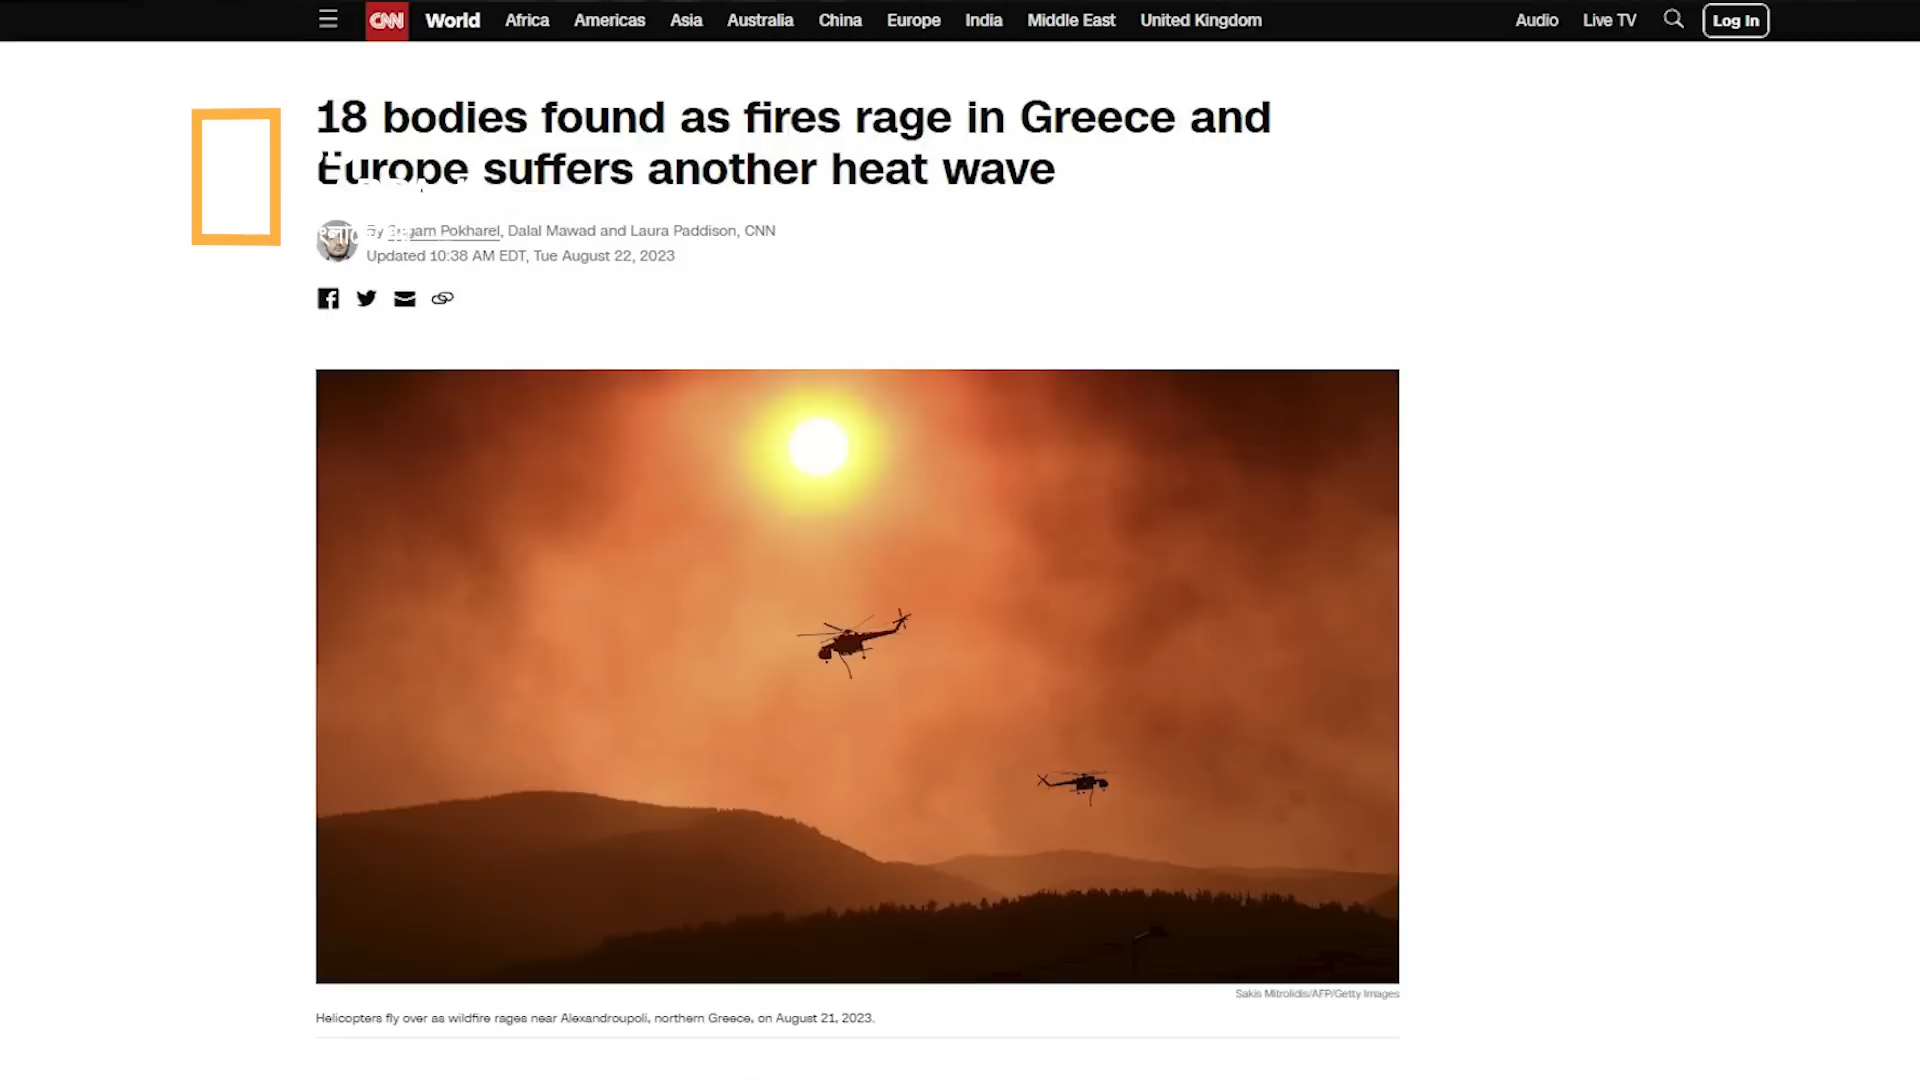 CNN World Africa Americas Asia Australia China Europe India Middle East United Kingdom Audio Live TV Log In
18 bodies found as fires rage in Greece and
Europe suffers another heat wave
Pokharel, Dalal Mawad and Laura Paddison, CNN
Updated 10:38 AM EDT, Tue August 22, 2023
Sakis Mitrolidis/AFP/Getty Images
Helicopters fly over as wildfire rages near Alexandroupoli, northern Greece, on August 21, 2023.